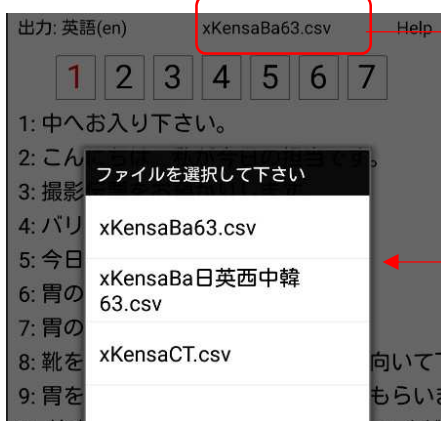 出力: 英語(en) xKensaBa63.csv Help
1 2 3 4 5 6 7
1: 中へお入り下さい。
2: こん
ファイルを選択して下さい
3: 撮影
4: バリ
xKensaBa63.csv
5: 今日
xKensaBa日英西中韓
63.csv
6: 胃の
7: 胃の
xKensaCT.csv
8: 靴を 向いて
9: 胃を もらい